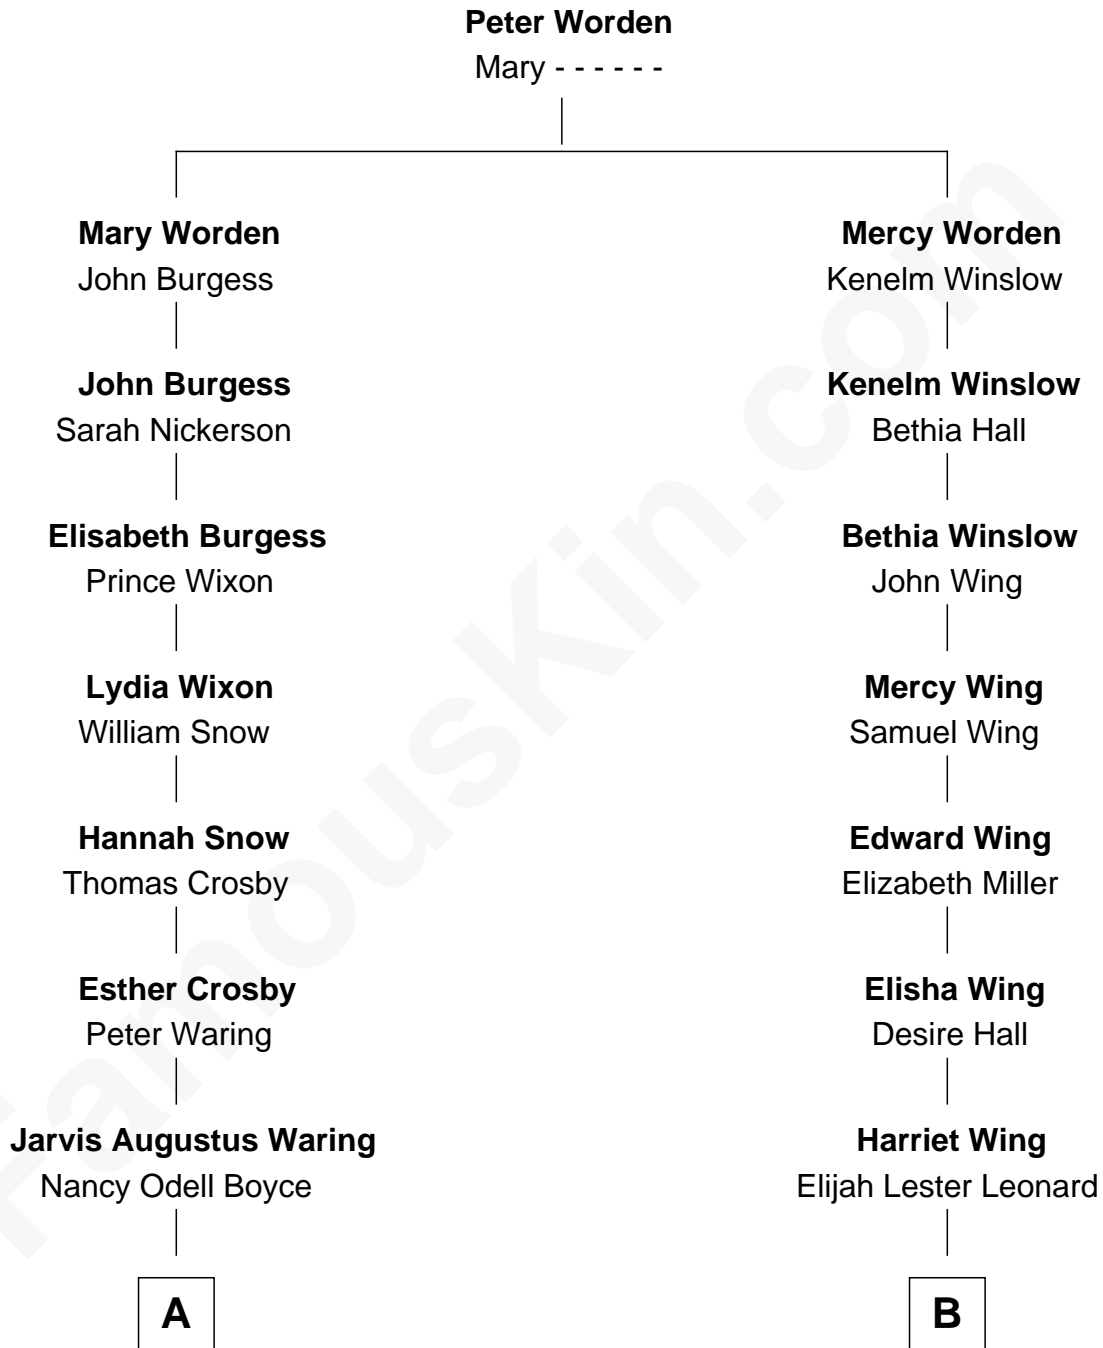 Peter Worden
Mary - - - - - -
Mary Worden
John Burgess
Mercy Worden
Kenelm Winslow
John Burgess
Sarah Nickerson
Kenelm Winslow
Bethia Hall
Elisabeth Burgess
Prince Wixon
Bethia Winslow
John Wing
Lydia Wixon
William Snow
Mercy Wing
Samuel Wing
Hannah Snow
Thomas Crosby
Edward Wing
Elizabeth Miller
Esther Crosby
Peter Waring
Elisha Wing
Desire Hall
Jarvis Augustus Waring
Nancy Odell Boyce
Harriet Wing
Elijah Lester Leonard
A
B
FamousKin.com